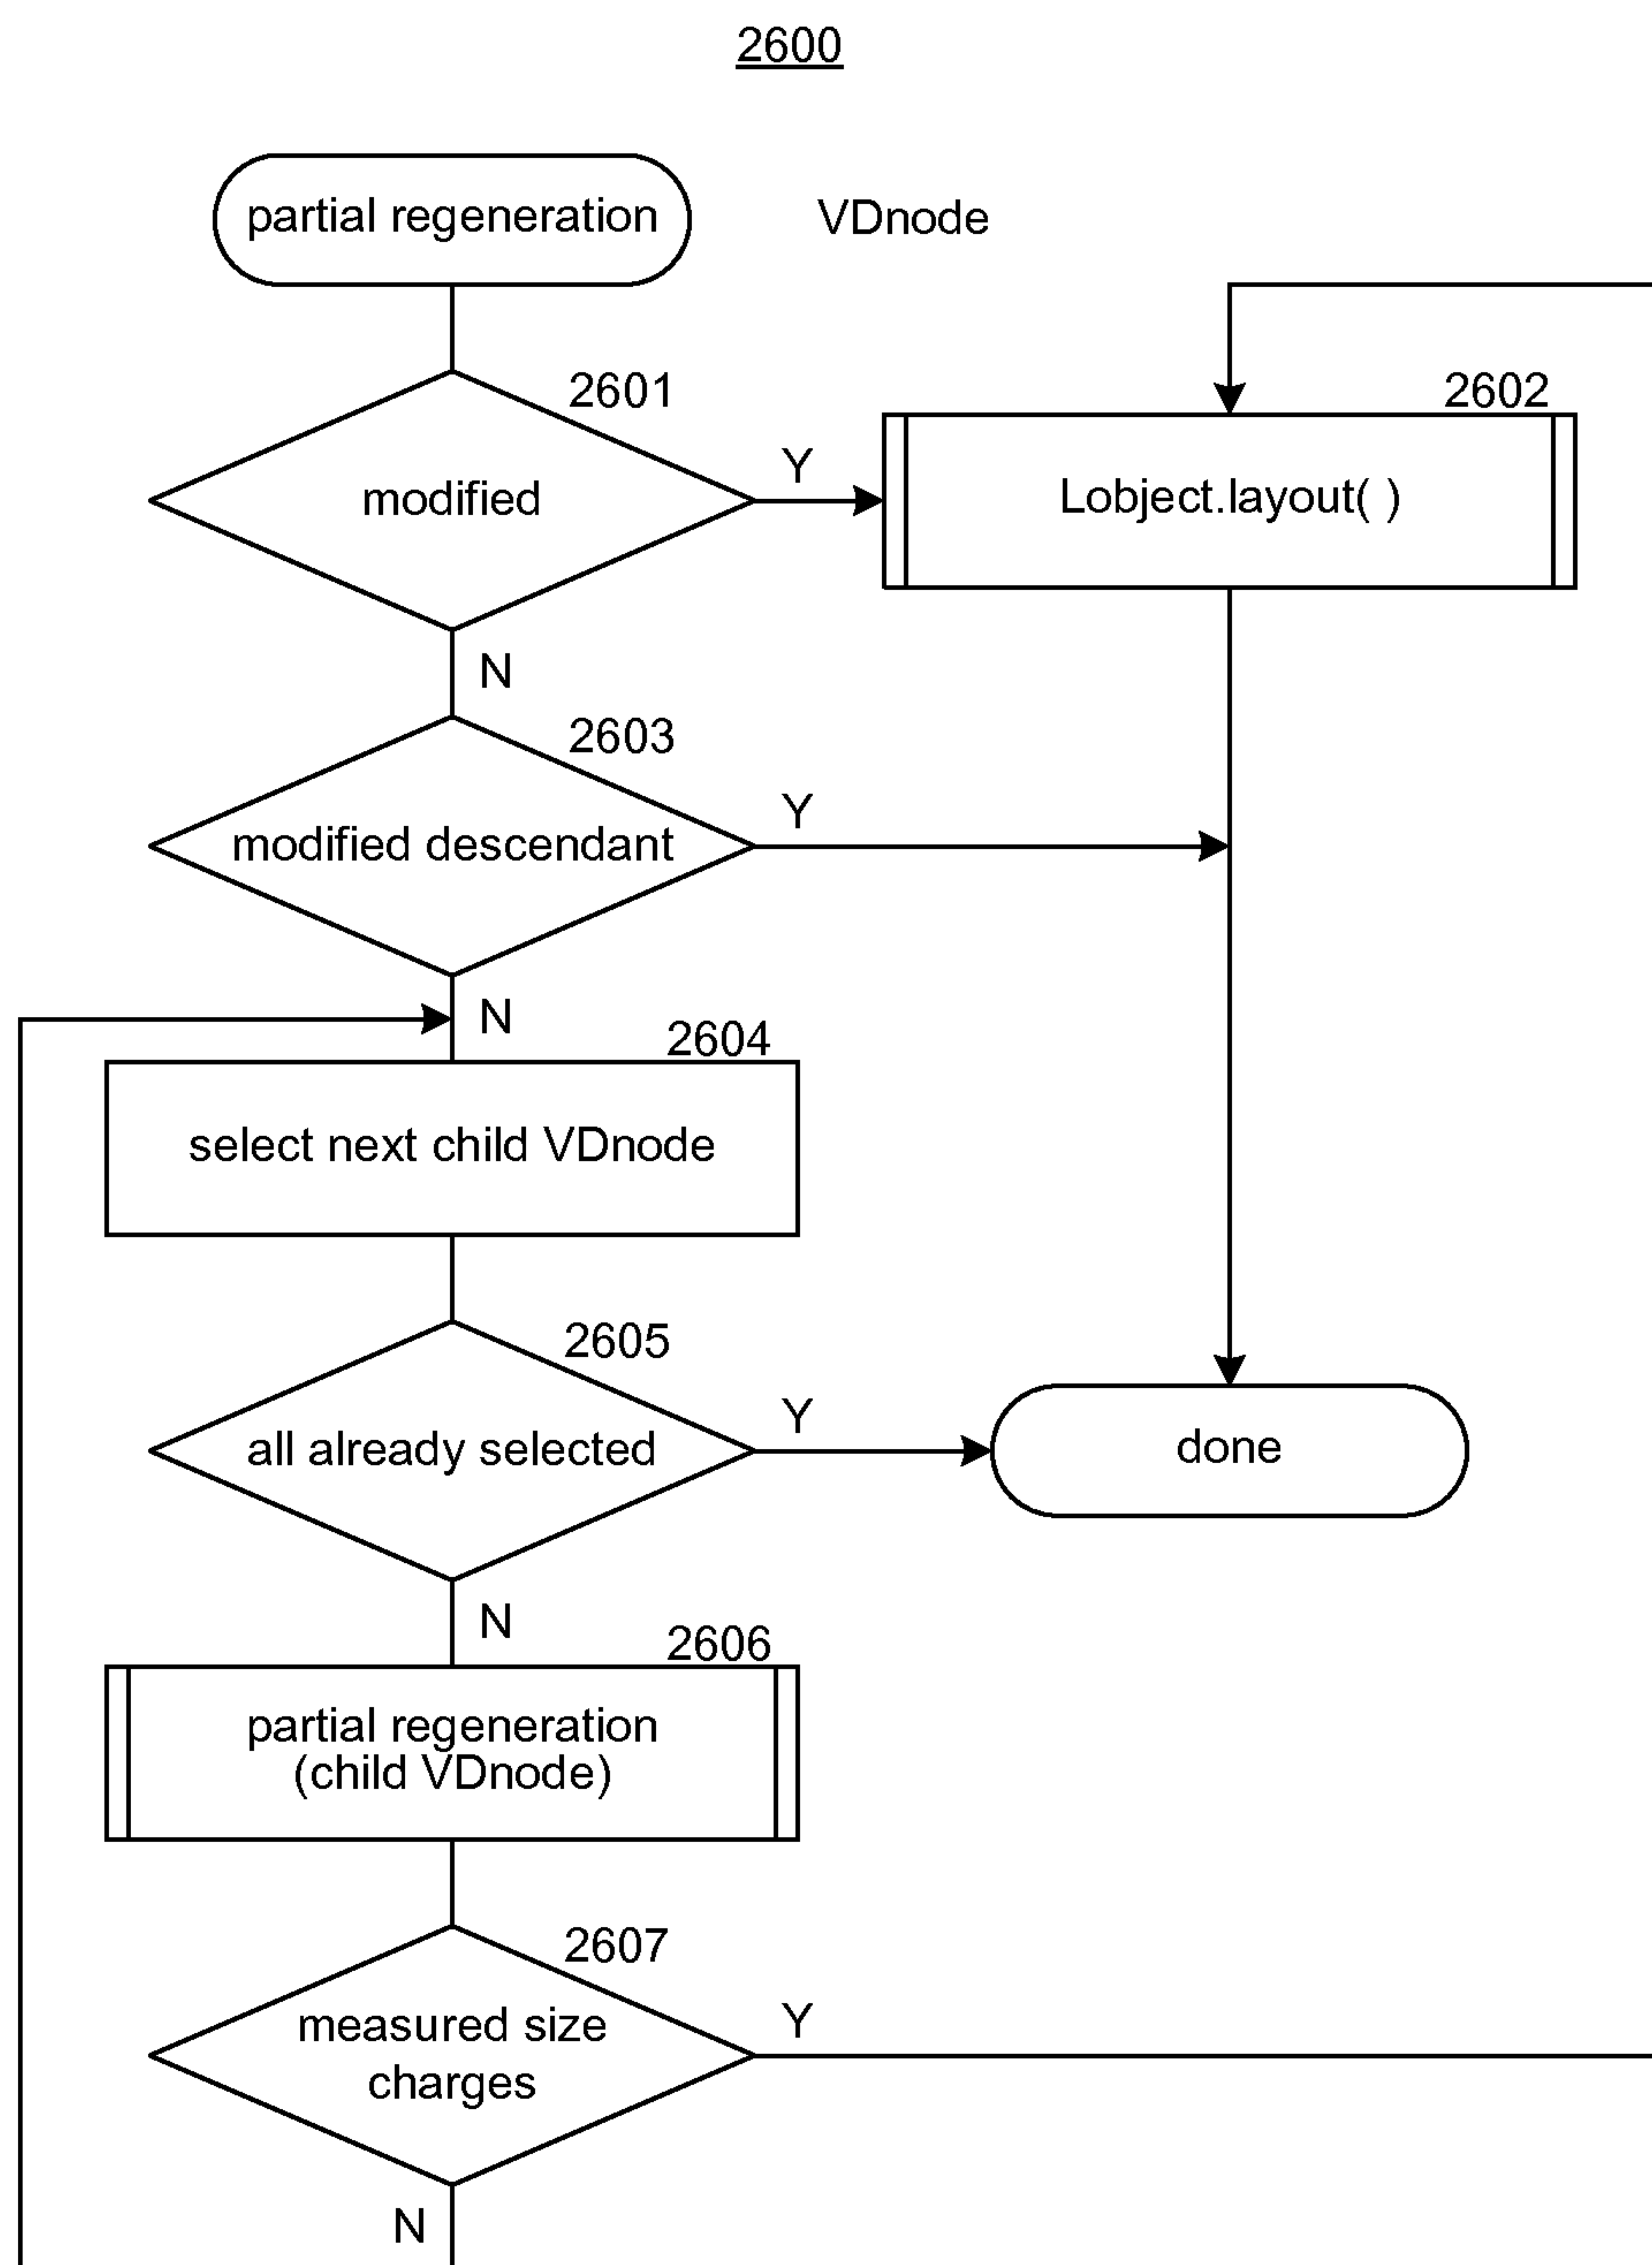 2600
partial regeneration
VDnode
2601
modified
Y
2602
Lobject.layout( )
N
2603
modified descendant
Y
N
2604
select next child VDnode
2605
all already selected
Y
done
N
2606
partial regeneration
(child VDnode)
2607
measured size
charges
Y
N